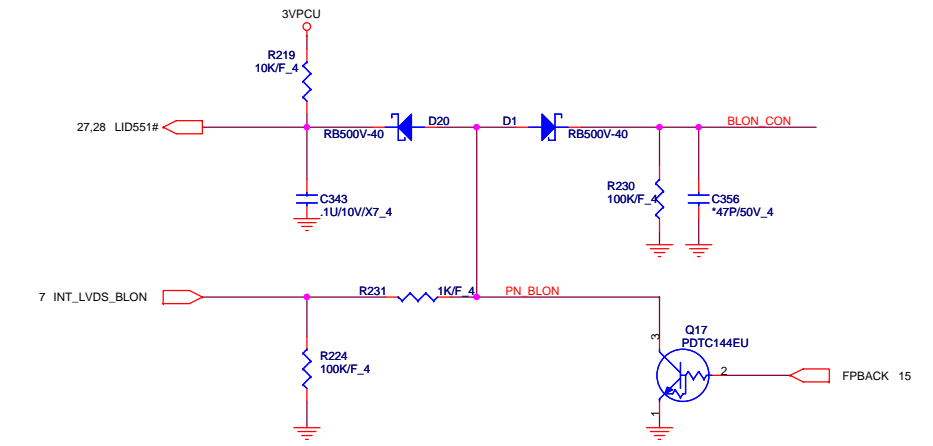 3VPCU
R219
10K/F_4
27,28 LID551#
D20
D1
RB500V-40
RB500V-40
BLON_CON
C343
.1U/10V/X7_4
R230
100K/F_4
C356
*47P/50V_4
7 INT_LVDS_BLON
R231
1K/F_4
PN_BLON
R224
100K/F_4
3
Q17
PDTC144EU
2
FPBACK 15
1